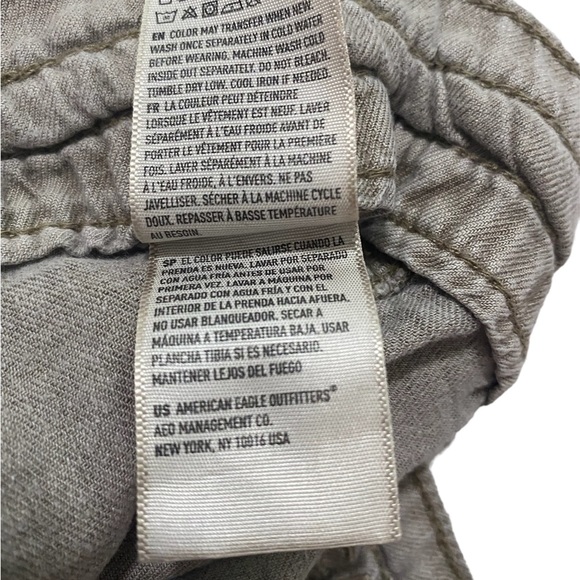 EN COLOR MAY TRANSFER WHEN NEW.
WASH ONCE SEPARATELY IN COLD WATER
BEFORE WEARING. MACHINE WASH COLD
INSIDE OUT SEPARATELY. DO NOT BLEACH.
TUMBLE DRY LOW. COOL IRON IF NEEDED.
FR LA COULEUR PEUT DÉTEINDRE
LORSQUE LE VÊTEMENT EST NEUF. LAVER
SÉPARÉMENT À L'EAU FROIDE AVANT DE
PORTER LE VÊTEMENT POUR LA PREMIÈRE
FOIS. LAVER SÉPARÉMENT À LA MACHINE
À L'EAU FROIDE, À L'ENVERS. NE PAS
JAVELLISER. SÉCHER À LA MACHINE CYCLE
DOUX. REPASSER À BASSE TEMPÉRATURE
AU BESOIN.
SP EL COLOR PUEDE SALIRSE CUANDO LA
PRENDA ES NUEVA. LAVAR POR SEPARADO
CON AGUA FRÍA ANTES DE USAR POR
PRIMERA VEZ. LAVAR A MÁQUINA POR
SEPARADO CON AGUA FRÍA Y CON EL
INTERIOR DE LA PRENDA HACIA AFUERA.
NO USAR BLANQUEADOR. SECAR A
MÁQUINA A TEMPERATURA BAJA. USAR
PLANCHA TIBIA SI ES NECESARIO.
MANTENER LEJOS DEL FUEGO
US AMERICAN EAGLE OUTFITTERS®
AEO MANAGEMENT CO.
NEW YORK, NY 10016 USA